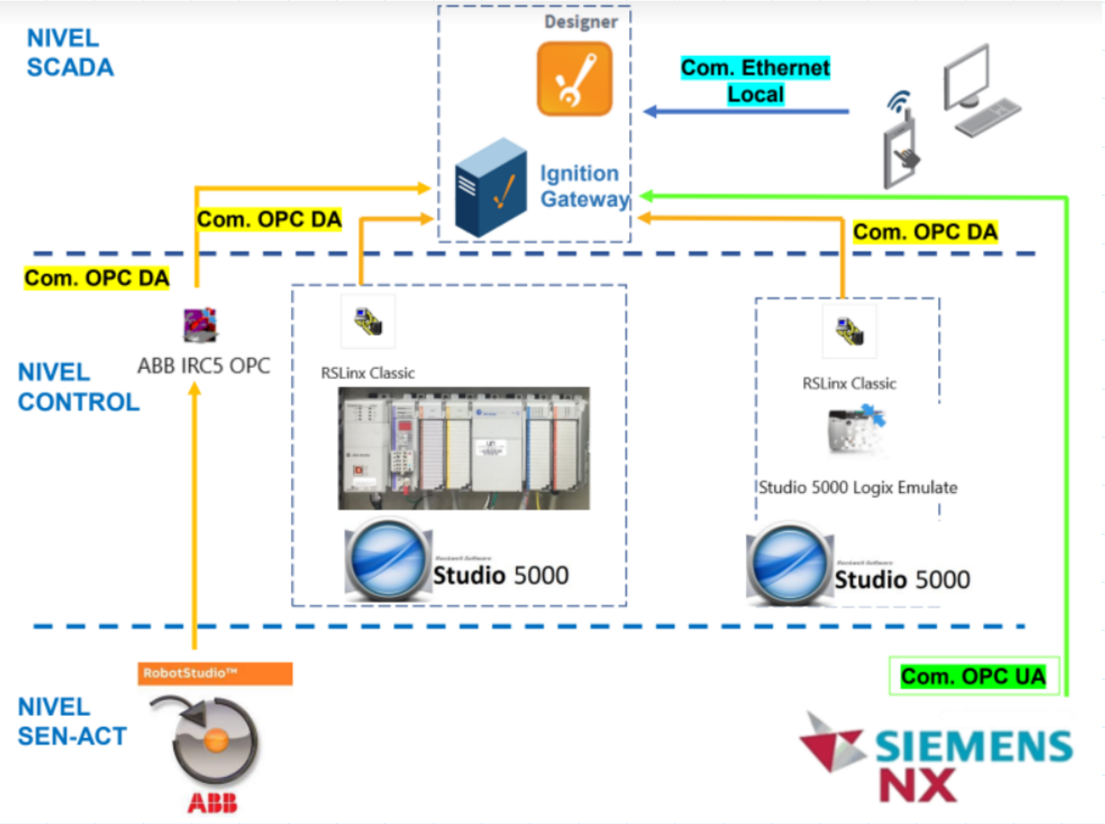 NIVEL
SCADA
Designer
Com. Ethernet
Local
Ignition
Gateway
Com. OPC DA
Com. OPC DA
Com. OPC DA
NIVEL
CONTROL
ABB IRC5 OPC
RSLinx Classic
Rockwell Software
Studio 5000
RSLinx Classic
Studio 5000 Logix Emulate
Rockwell Software
Studio 5000
NIVEL
SEN-ACT
RobotStudio™
ABB
Com. OPC UA
SIEMENS
NX